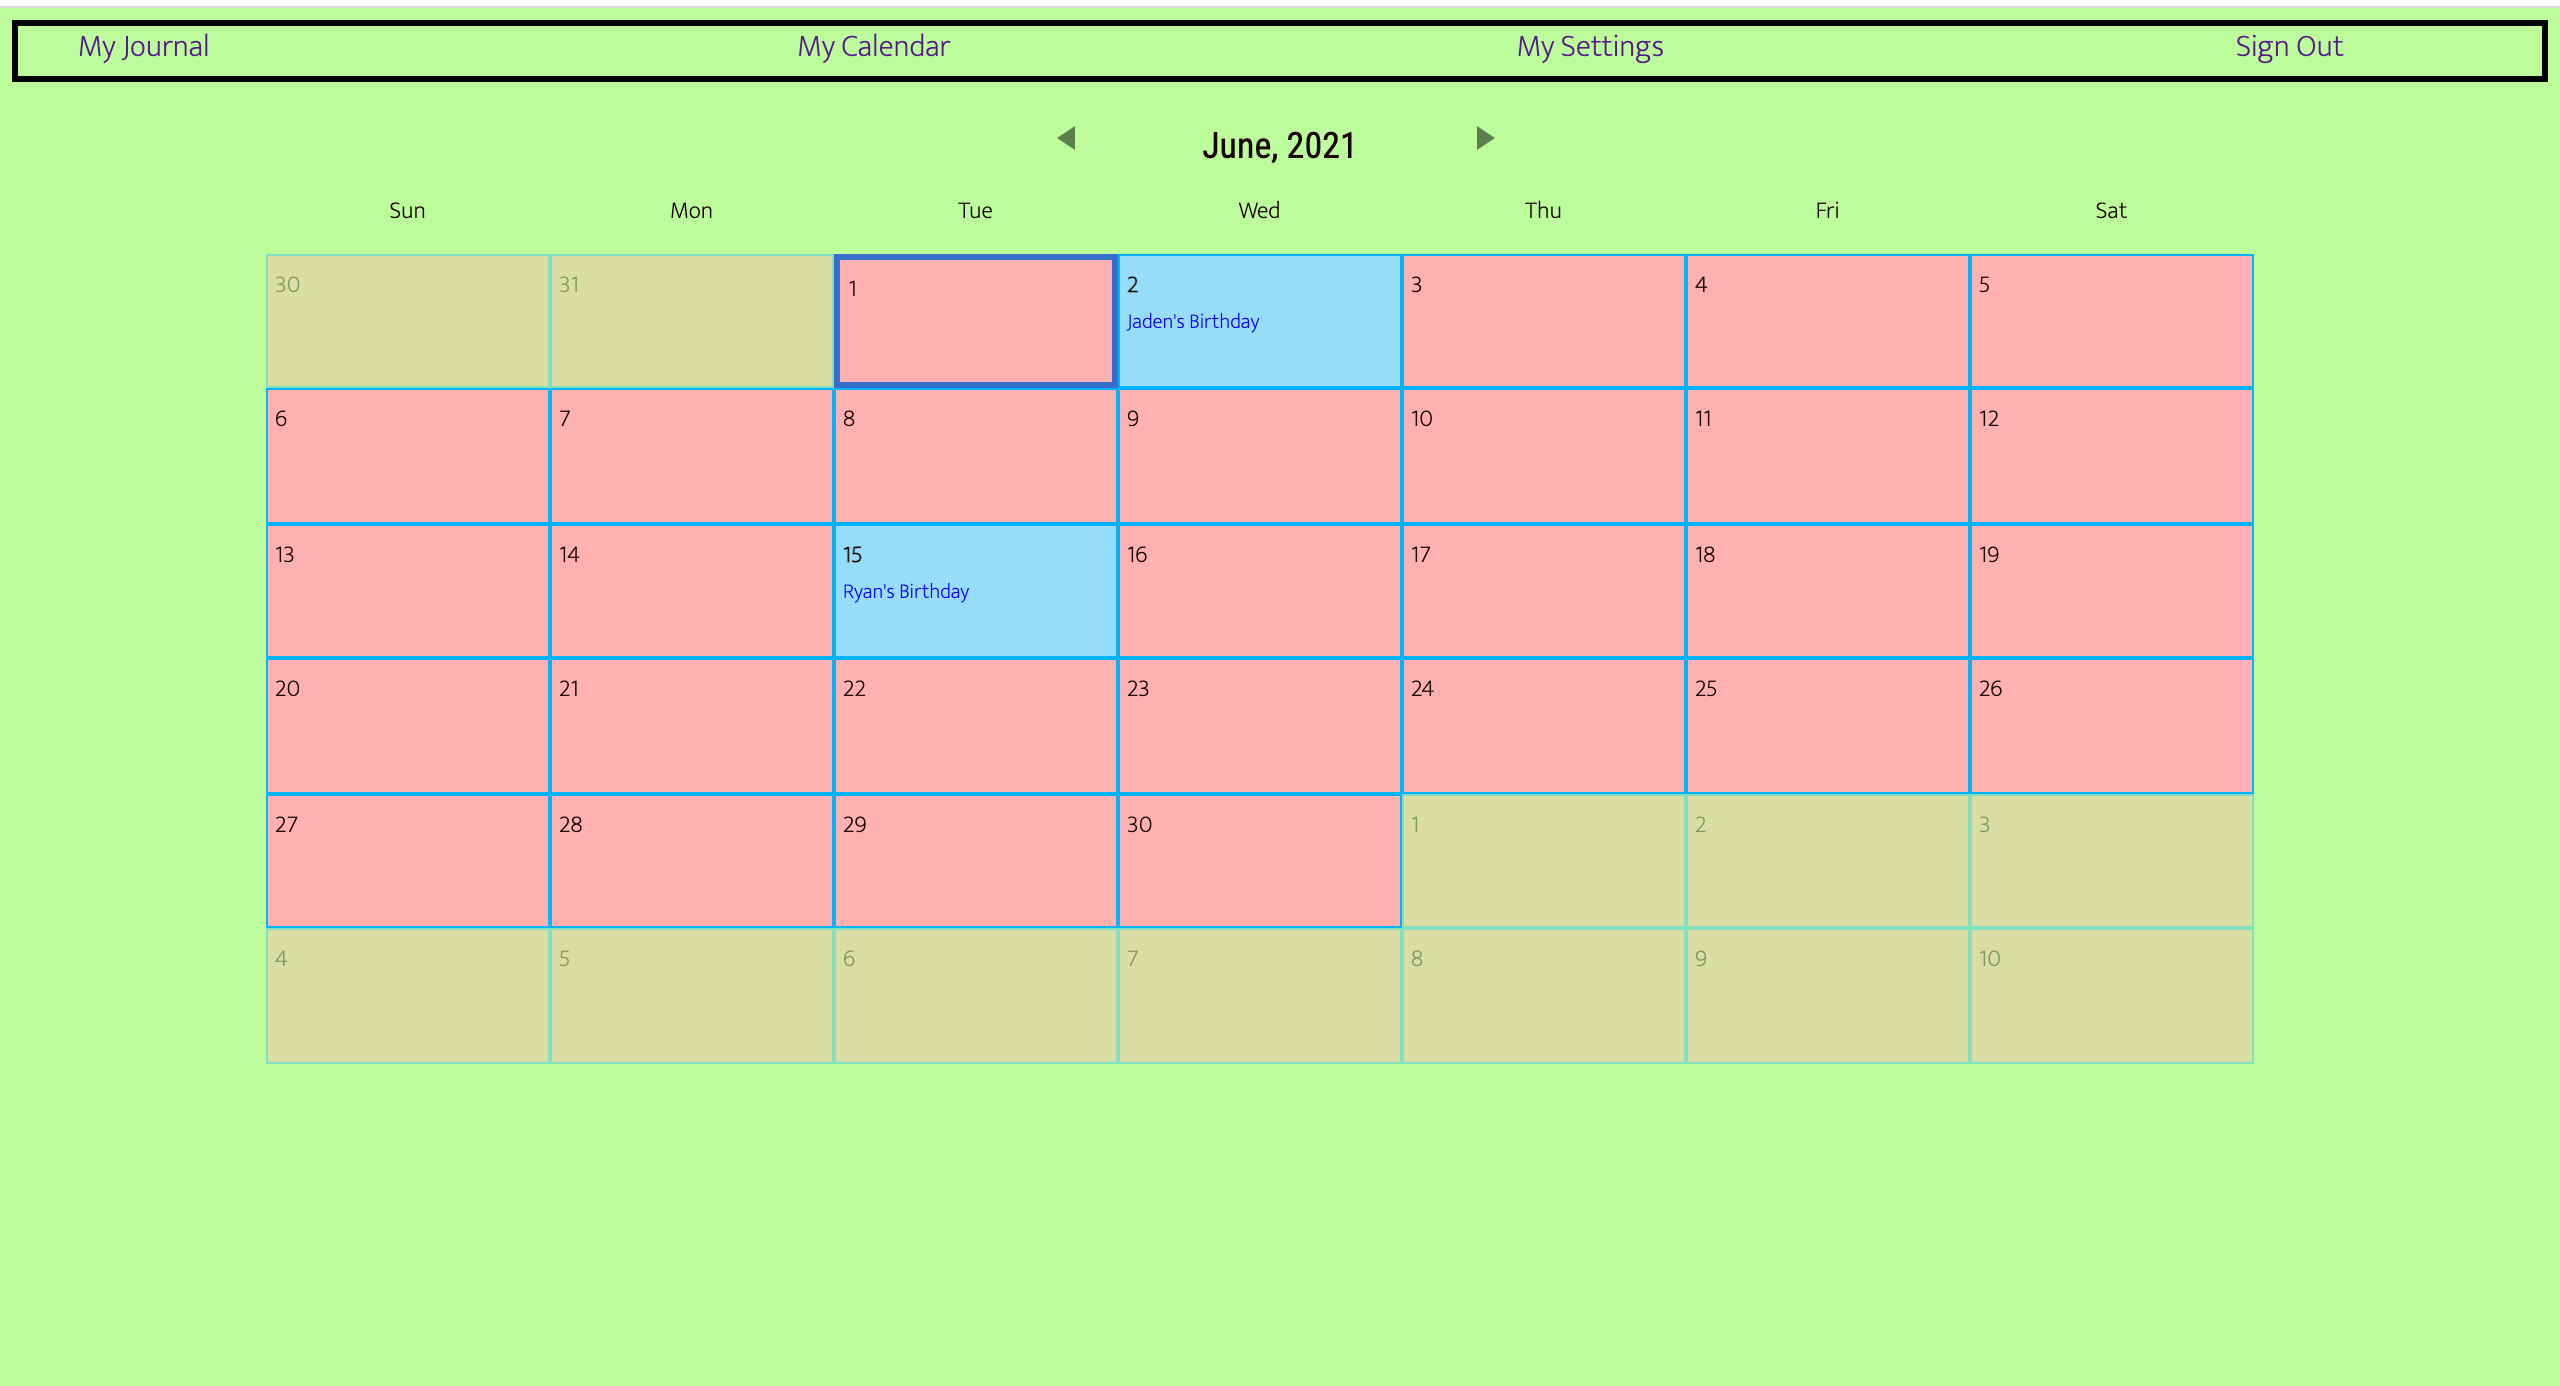 My Journal My Calendar My Settings Sign Out
June, 2021
Sun Mon Tue Wed Thu Fri Sat
30 31 1 2 3 4 5
Jaden's Birthday
6 7 8 9 10 11 12
13 14 15 16 17 18 19
Ryan's Birthday
20 21 22 23 24 25 26
27 28 29 30 1 2 3
4 5 6 7 8 9 10